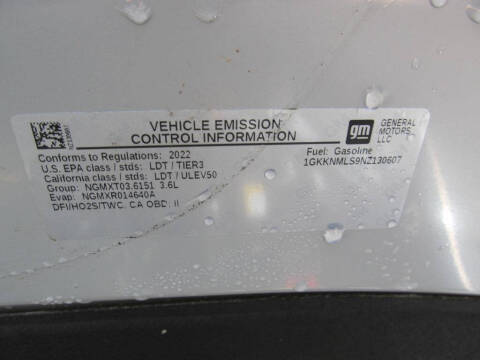 VEHICLE EMISSION
CONTROL INFORMATION
gm
GENERAL
MOTORS
LLC
Conforms to Regulations: 2022
U.S. EPA class / stds: LDT / TIER3
California class / stds: LDT / ULEV50
Group: NGMXT03.6151 3.6L
Evap: NGMXR014640A
DFI/HO2S/TWC, CA OBD: II
Fuel: Gasoline
1GKKNMLS9NZ130607